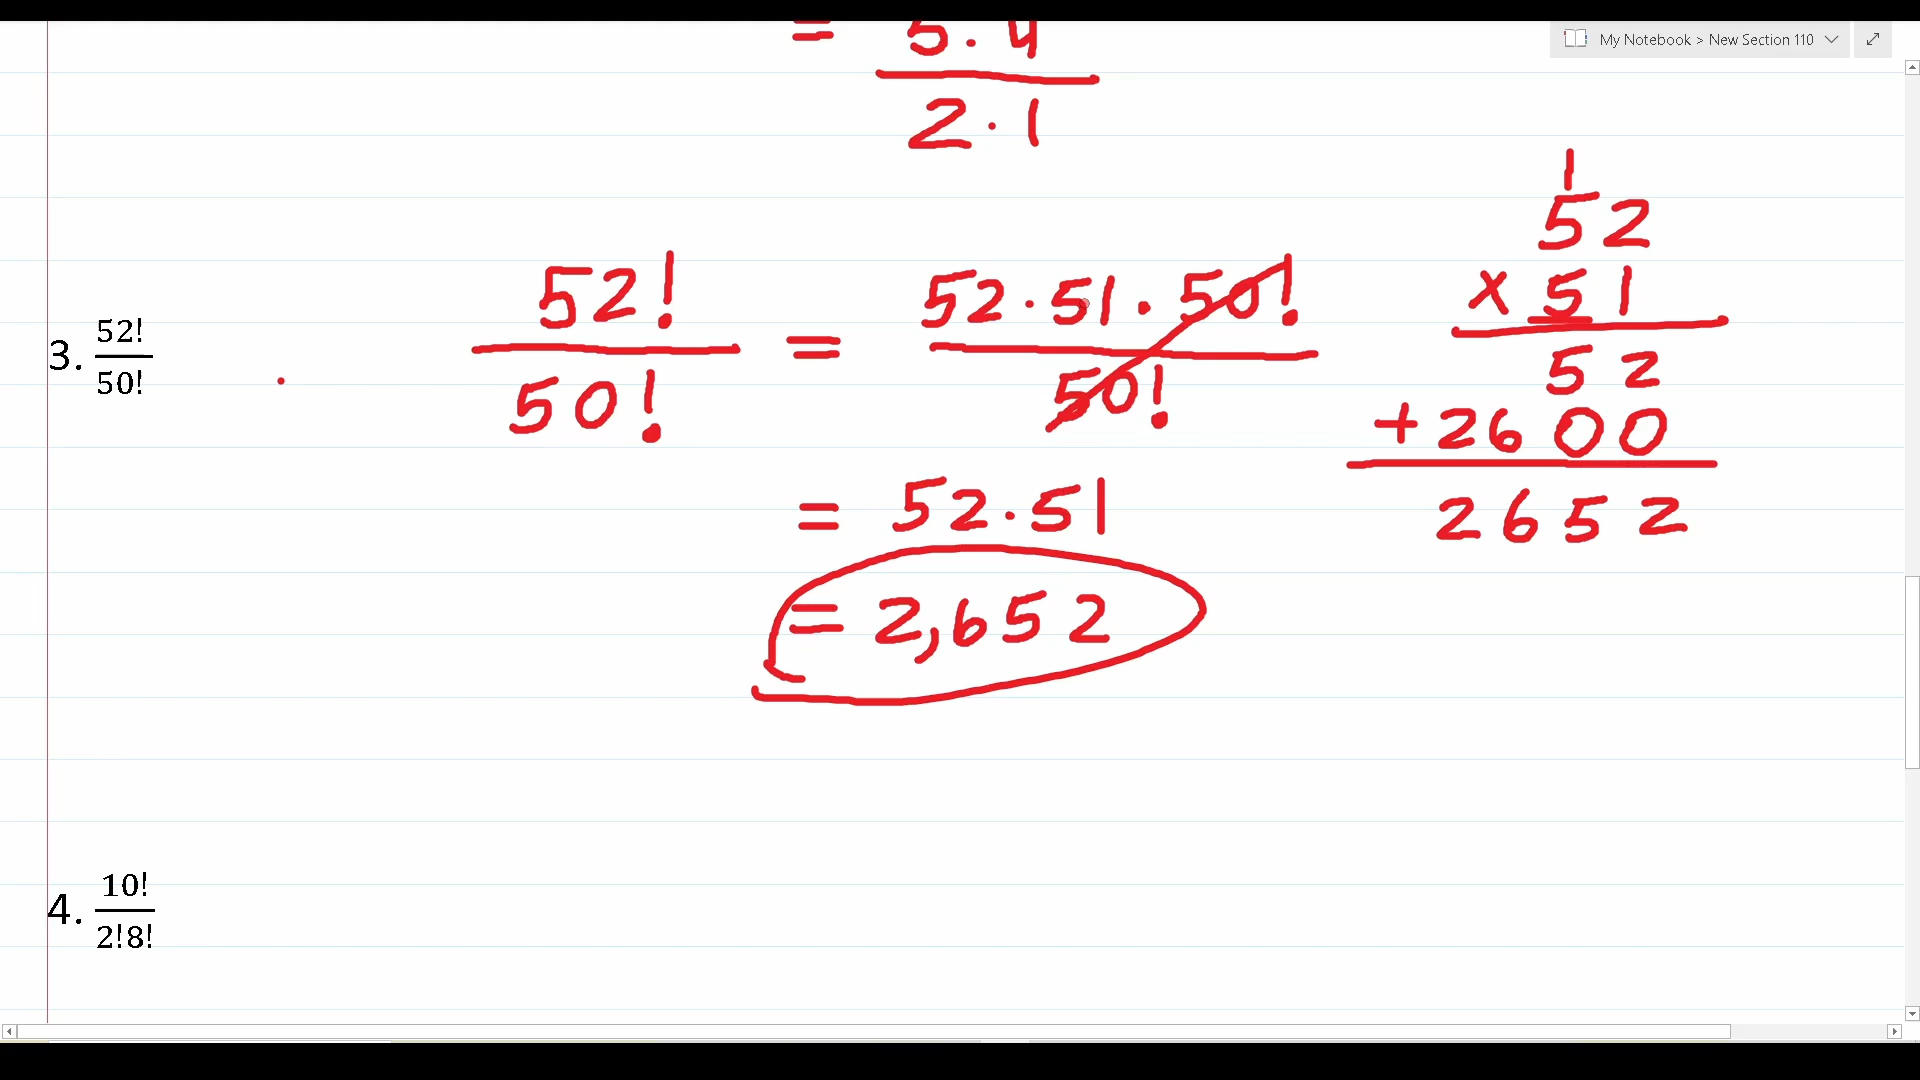 = 5 · 4
2 · 1
My Notebook > New Section 110
3. 52!
50!
52!
50!
= 52 · 51 · 50!
50!
= 52 · 51
= 2,652
1
52
x 51
52
+ 2600
2652
4. 10!
2!8!